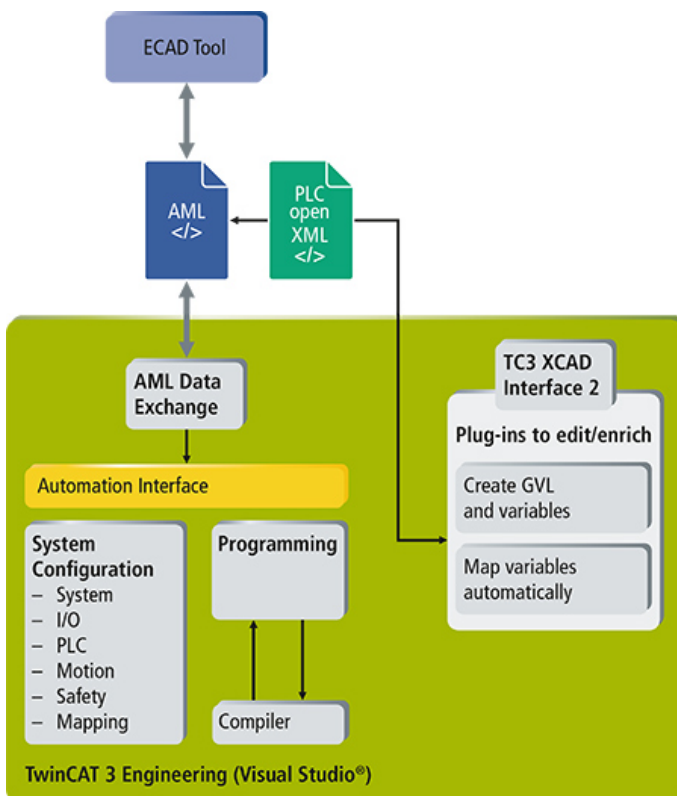 ECAD Tool
AML
</>
PLC
open
XML
</>
AML Data
Exchange
TC3 XCAD
Interface 2
Plug-ins to edit/enrich
Create GVL
and variables
Map variables
automatically
Automation Interface
System
Configuration
– System
– I/O
– PLC
– Motion
– Safety
– Mapping
Programming
Compiler
TwinCAT 3 Engineering (Visual Studio®)